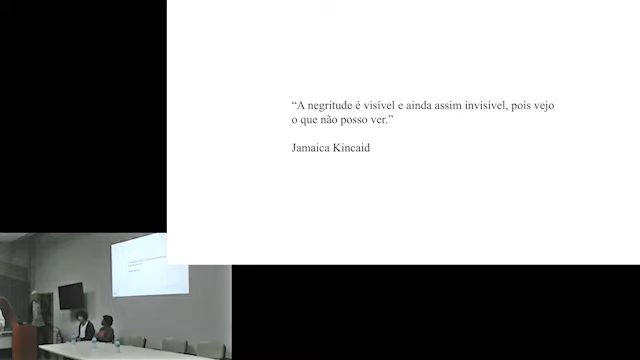 “A negritude é visível e ainda assim invisível, pois vejo
o que não posso ver.”
Jamaica Kincaid